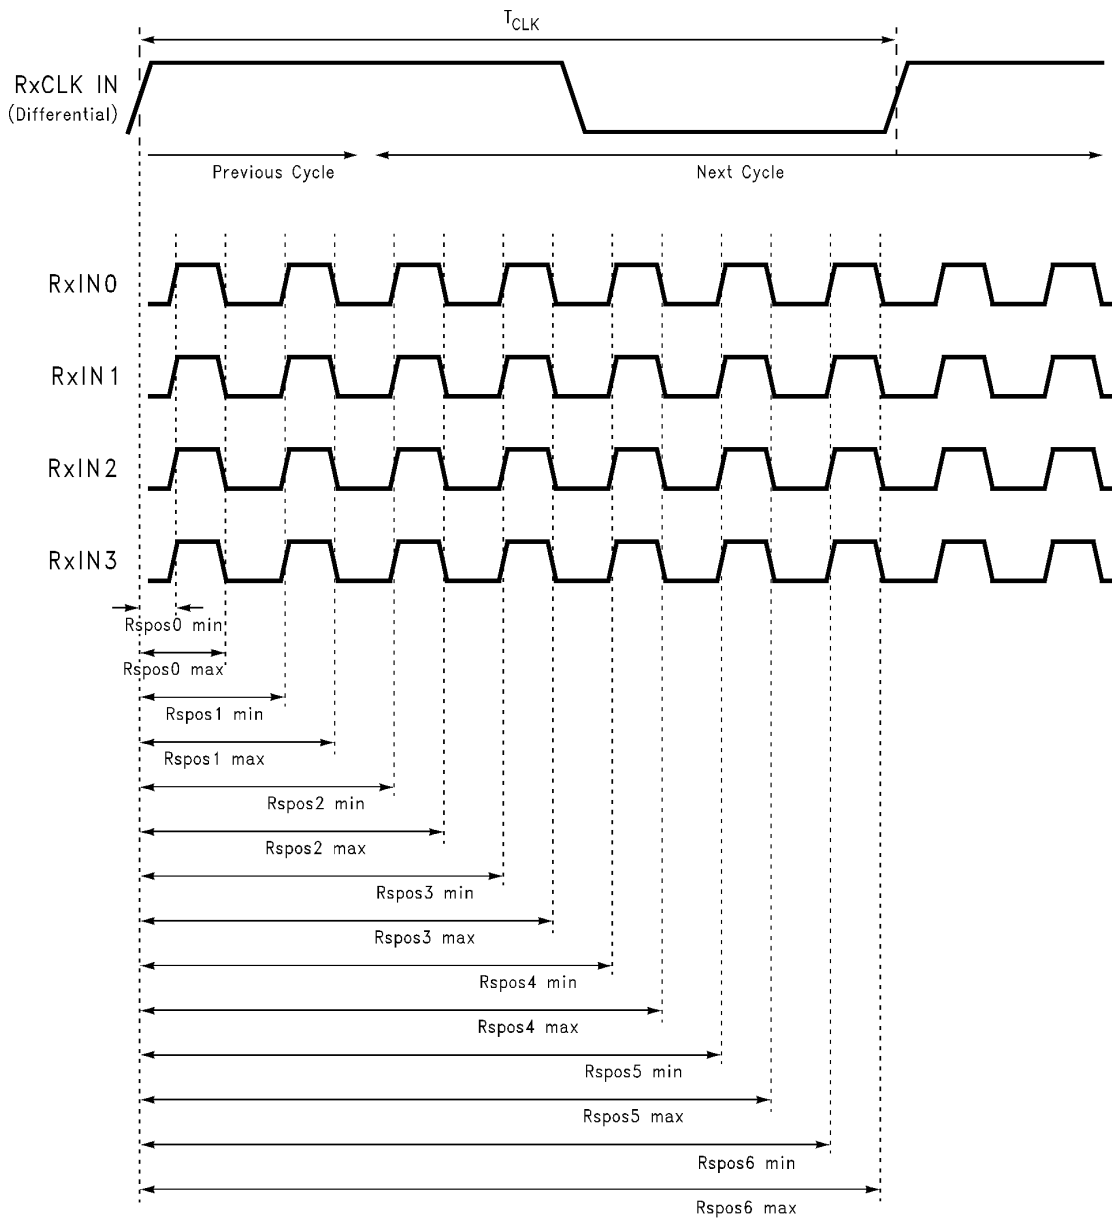 TCLK
RxCLK IN
(Differential)
Previous Cycle
Next Cycle
RxIN0
RxIN1
RxIN2
RxIN3
Rspos0 min
Rspos0 max
Rspos1 min
Rspos1 max
Rspos2 min
Rspos2 max
Rspos3 min
Rspos3 max
Rspos4 min
Rspos4 max
Rspos5 min
Rspos5 max
Rspos6 min
Rspos6 max